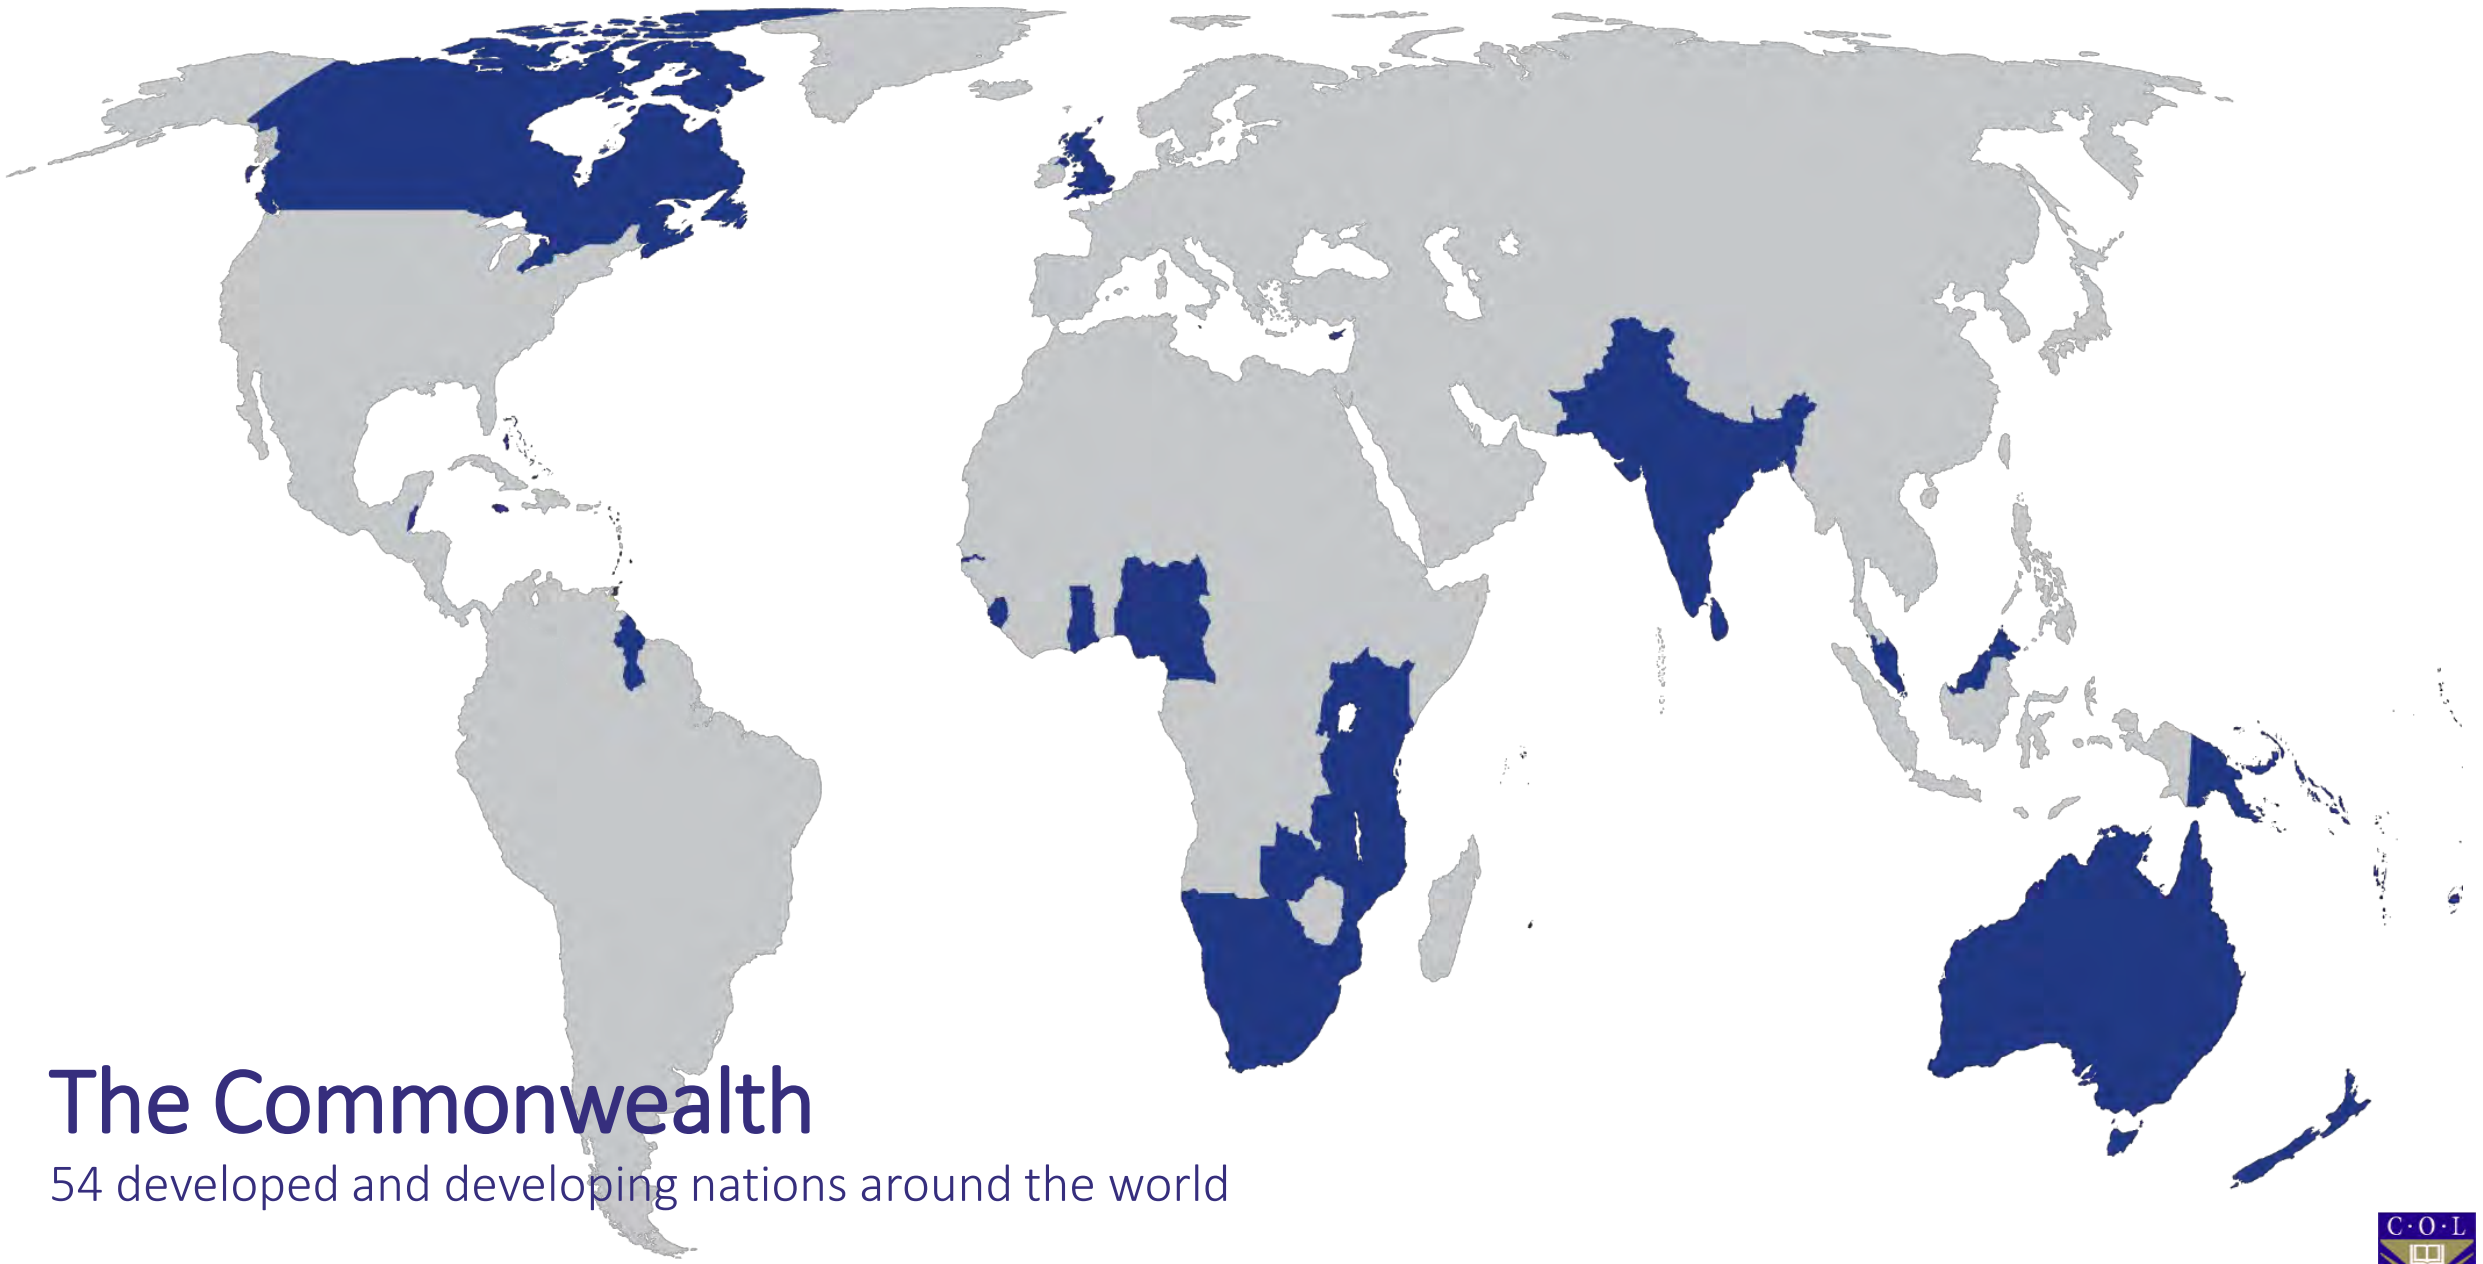 The Commonwealth
54 developed and developing nations around the world
C·O·L